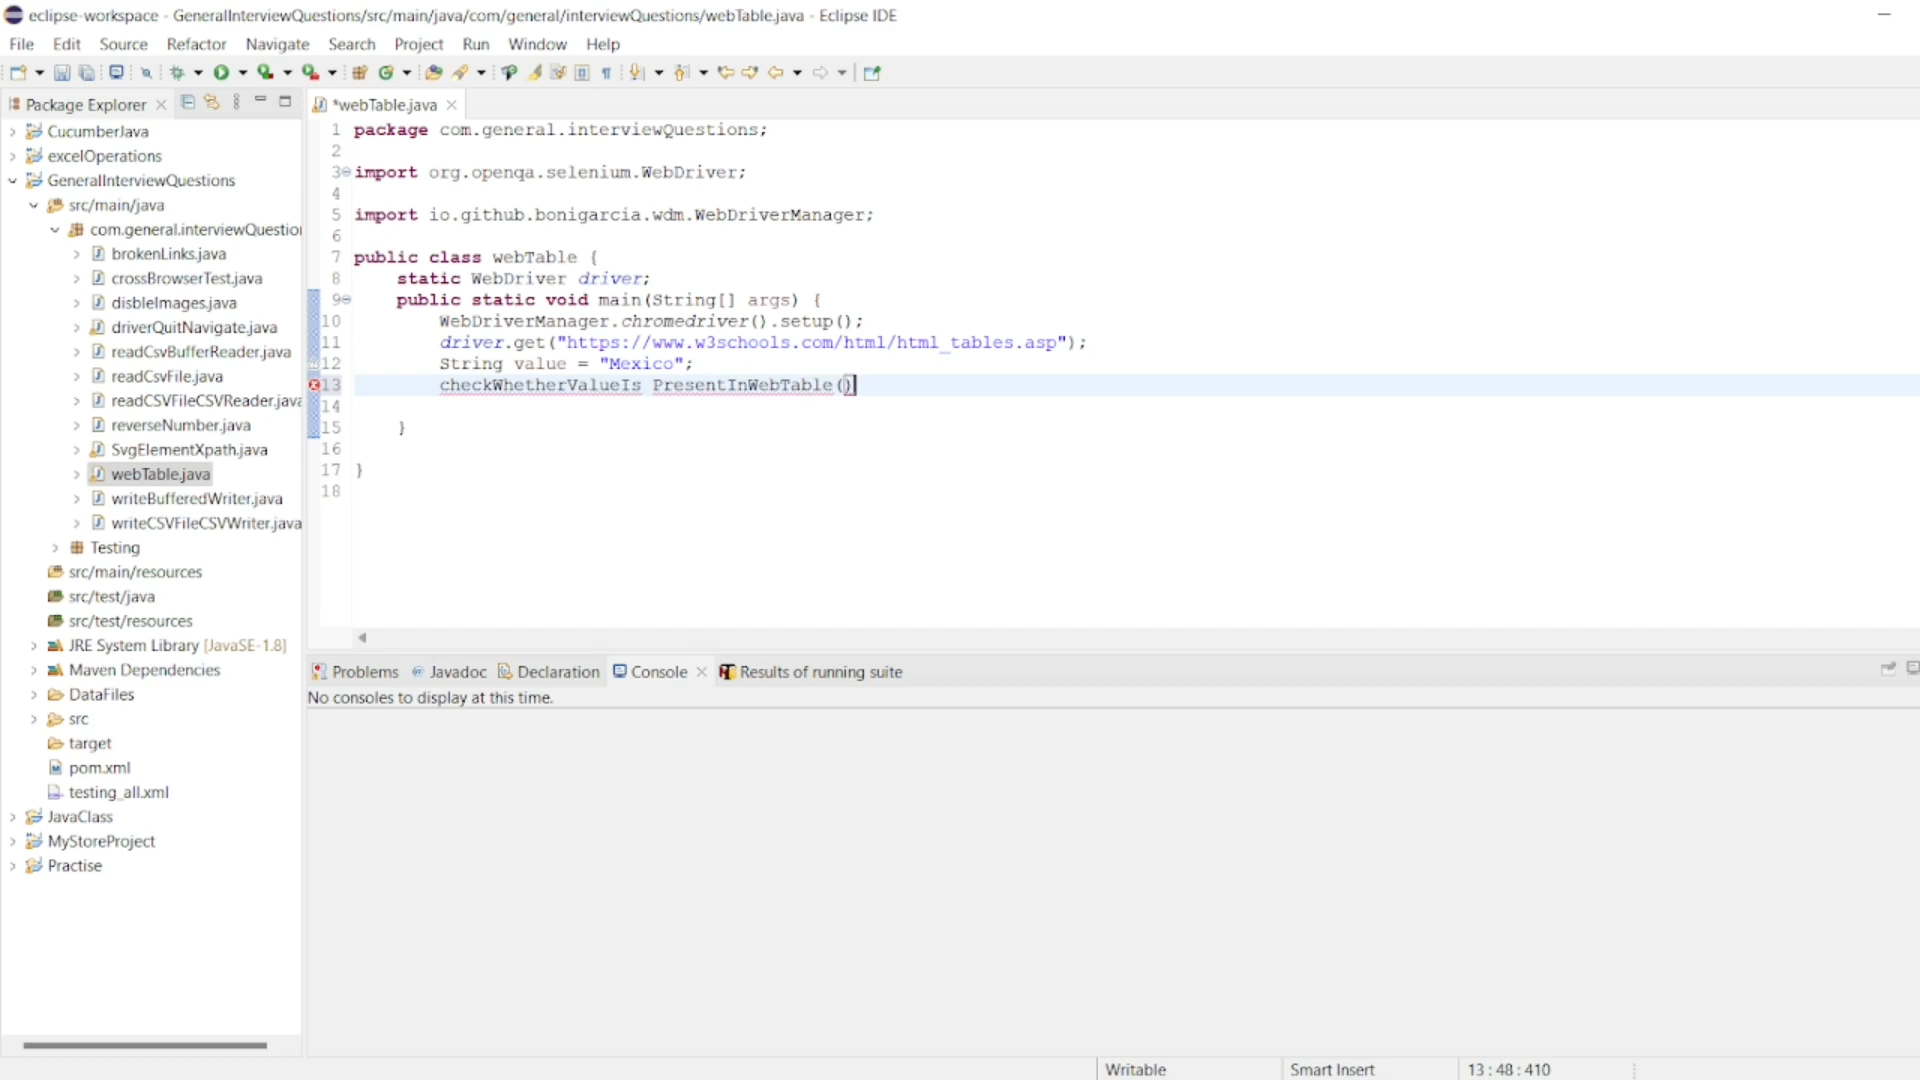 eclipse-workspace - GeneralInterviewQuestions/src/main/java/com/general/interviewQuestions/webTable.java - Eclipse IDE
File Edit Source Refactor Navigate Search Project Run Window Help
Package Explorer
*webTable.java
CucumberJava
excelOperations
GeneralInterviewQuestions
src/main/java
com.general.interviewQuestio
brokenLinks.java
crossBrowserTest.java
disbleImages.java
driverQuitNavigate.java
readCsvBufferReader.java
readCsvFile.java
readCSVFileCSVReader.java
reverseNumber.java
SvgElementXpath.java
webTable.java
writeBufferedWriter.java
writeCSVFileCSVWriter.java
Testing
src/main/resources
src/test/java
src/test/resources
JRE System Library [JavaSE-1.8]
Maven Dependencies
DataFiles
src
target
pom.xml
testing_all.xml
JavaClass
MyStoreProject
Practise
1 package com.general.interviewQuestions;
2
3 import org.openqa.selenium.WebDriver;
4
5 import io.github.bonigarcia.wdm.WebDriverManager;
6
7 public class webTable {
8 static WebDriver driver;
9 public static void main(String[] args) {
10 WebDriverManager.chromedriver().setup();
11 driver.get("https://www.w3schools.com/html/html_tables.asp");
12 String value = "Mexico";
13 checkWhetherValueIs PresentInWebTable()
14
15 }
16
17 }
18
Problems Javadoc Declaration Console Results of running suite
No consoles to display at this time.
Writable Smart Insert 13 : 48 : 410